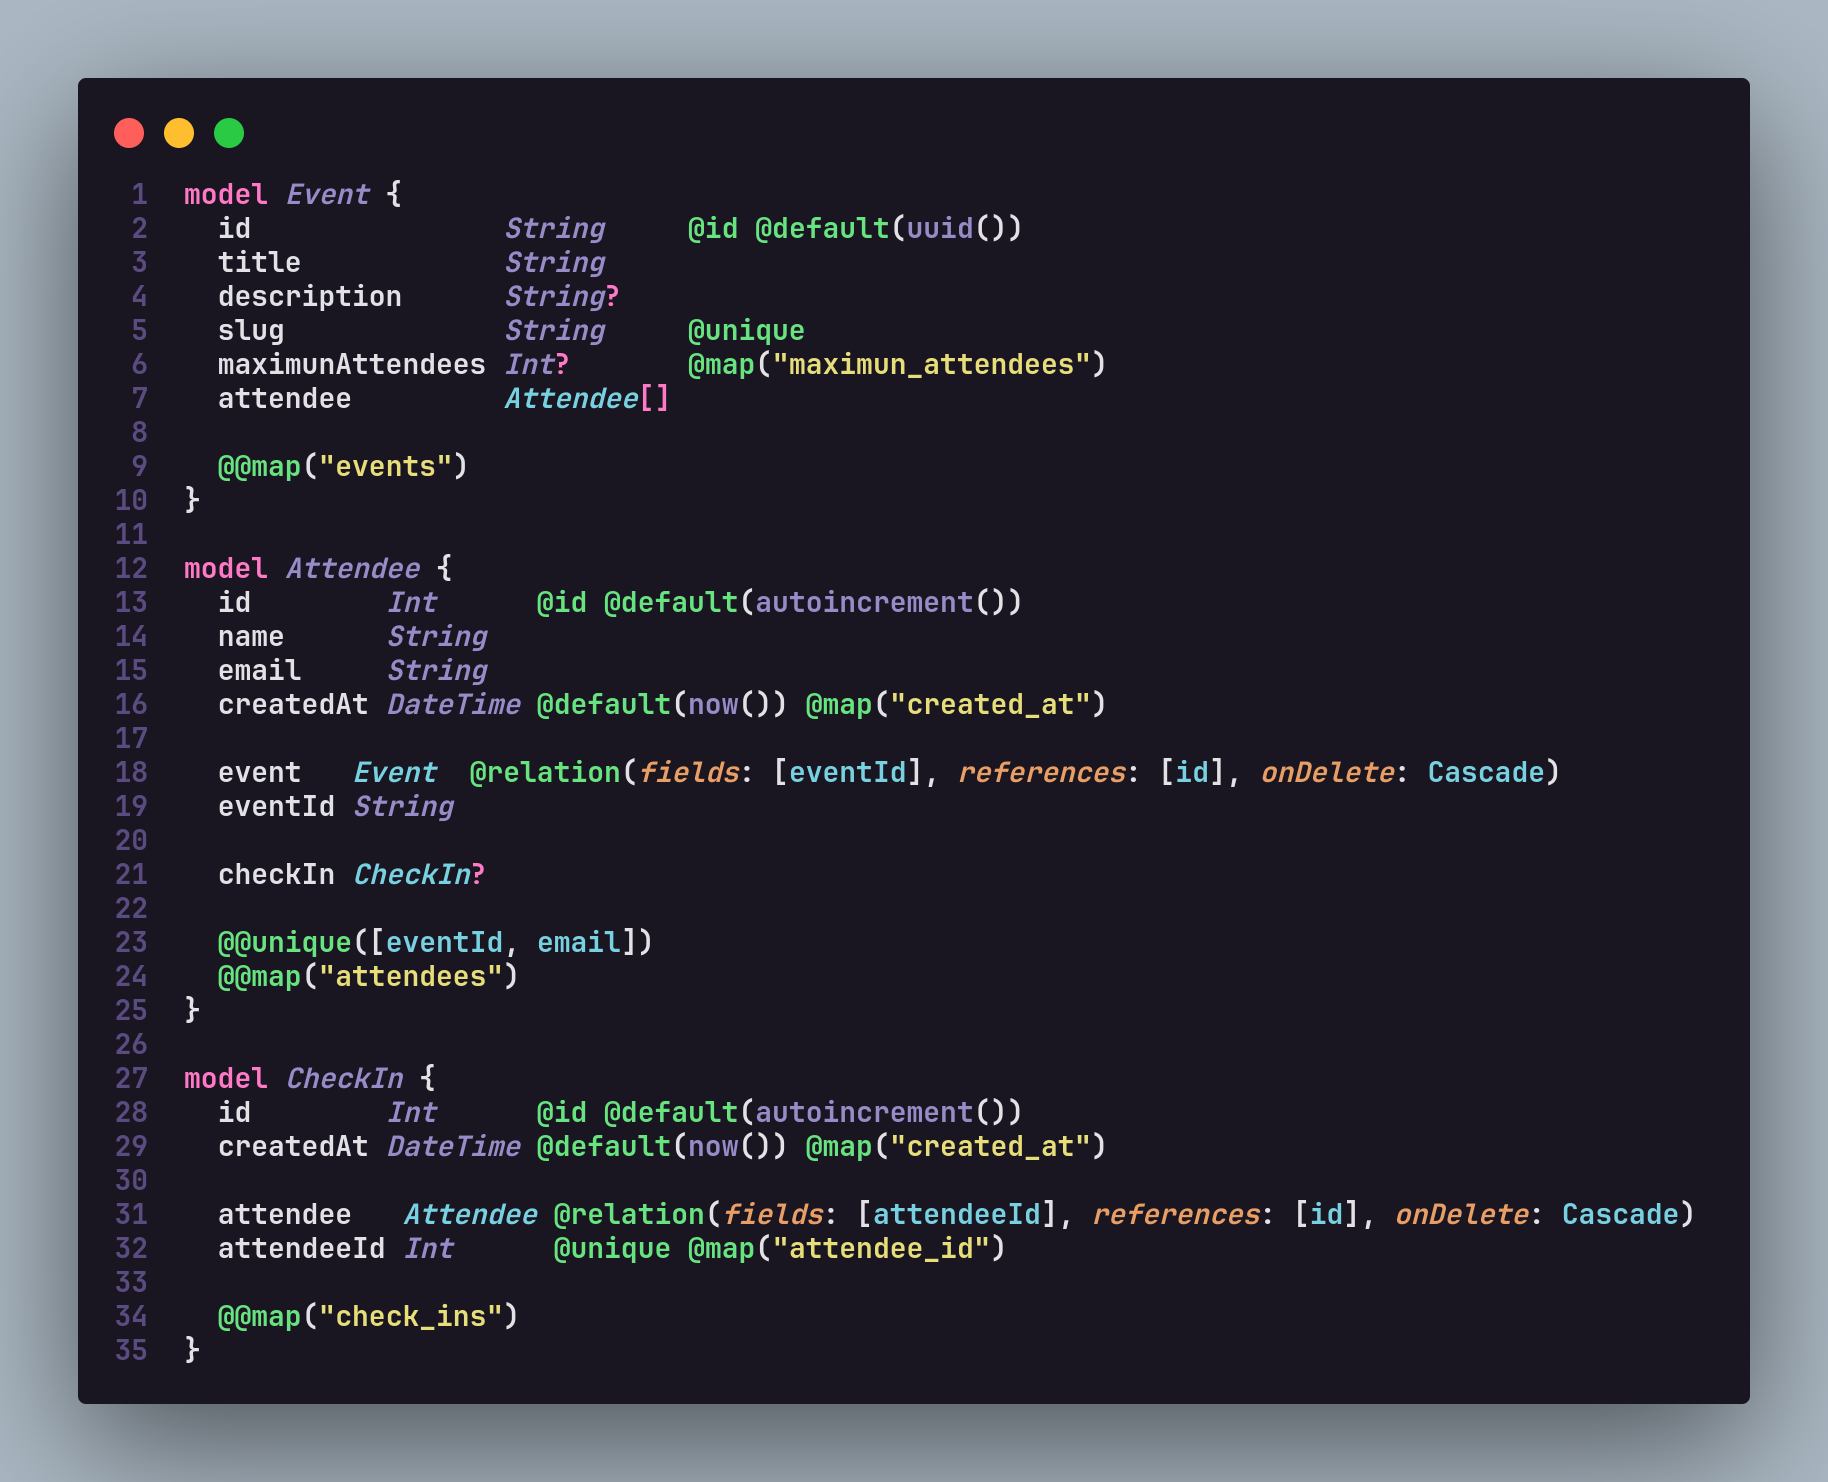 1 model Event {
2   id               String     @id @default(uuid())
3   title            String
4   description      String?
5   slug             String     @unique
6   maximunAttendees Int?       @map("maximun_attendees")
7   attendee         Attendee[]
8
9   @@map("events")
10 }
11
12 model Attendee {
13   id        Int      @id @default(autoincrement())
14   name      String
15   email     String
16   createdAt DateTime @default(now()) @map("created_at")
17
18   event   Event  @relation(fields: [eventId], references: [id], onDelete: Cascade)
19   eventId String
20
21   checkIn CheckIn?
22
23   @@unique([eventId, email])
24   @@map("attendees")
25 }
26
27 model CheckIn {
28   id        Int      @id @default(autoincrement())
29   createdAt DateTime @default(now()) @map("created_at")
30
31   attendee   Attendee @relation(fields: [attendeeId], references: [id], onDelete: Cascade)
32   attendeeId Int      @unique @map("attendee_id")
33
34   @@map("check_ins")
35 }